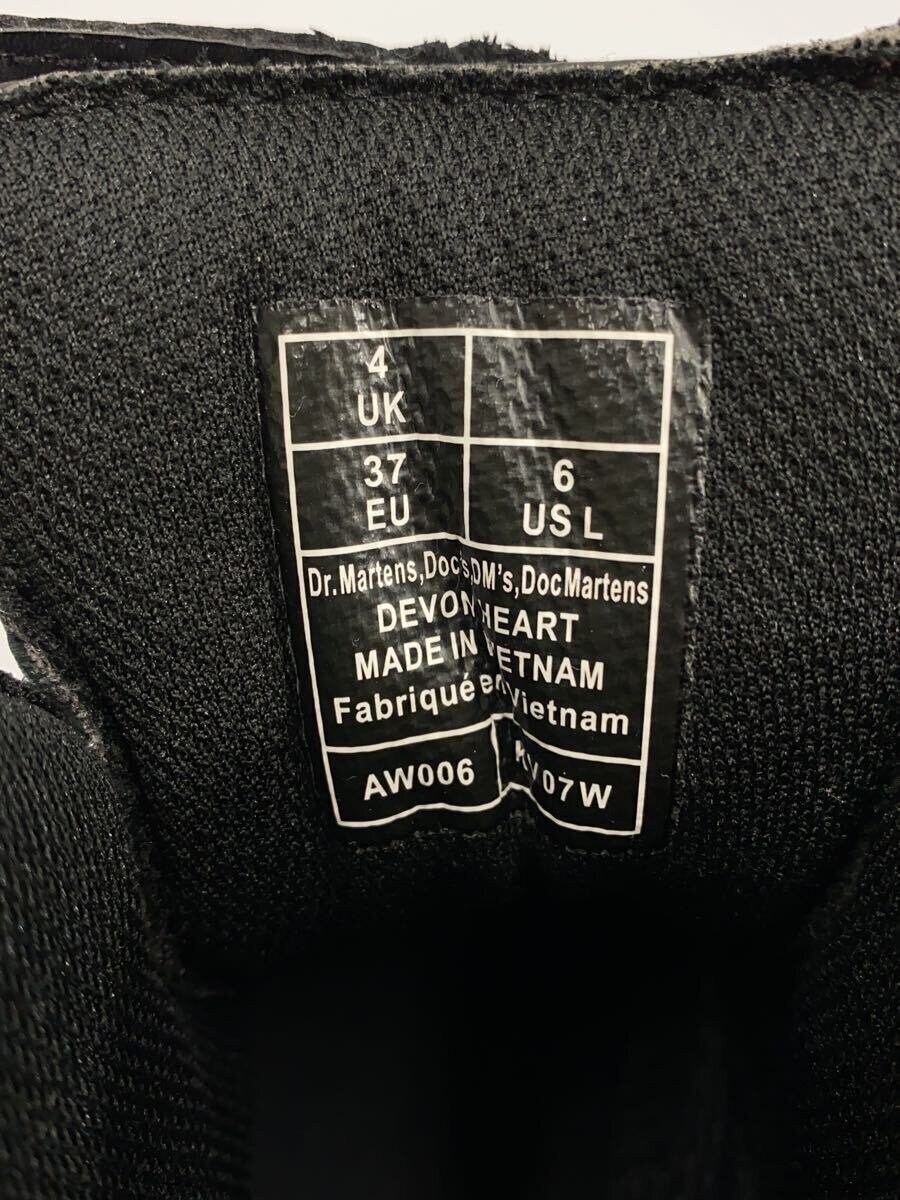 4
UK
37
EU
6
US L
Dr.Martens,Doc's,DM's,DocMartens
DEVON HEART
MADE IN VIETNAM
Fabriqué en Vietnam
AW006
KV07W